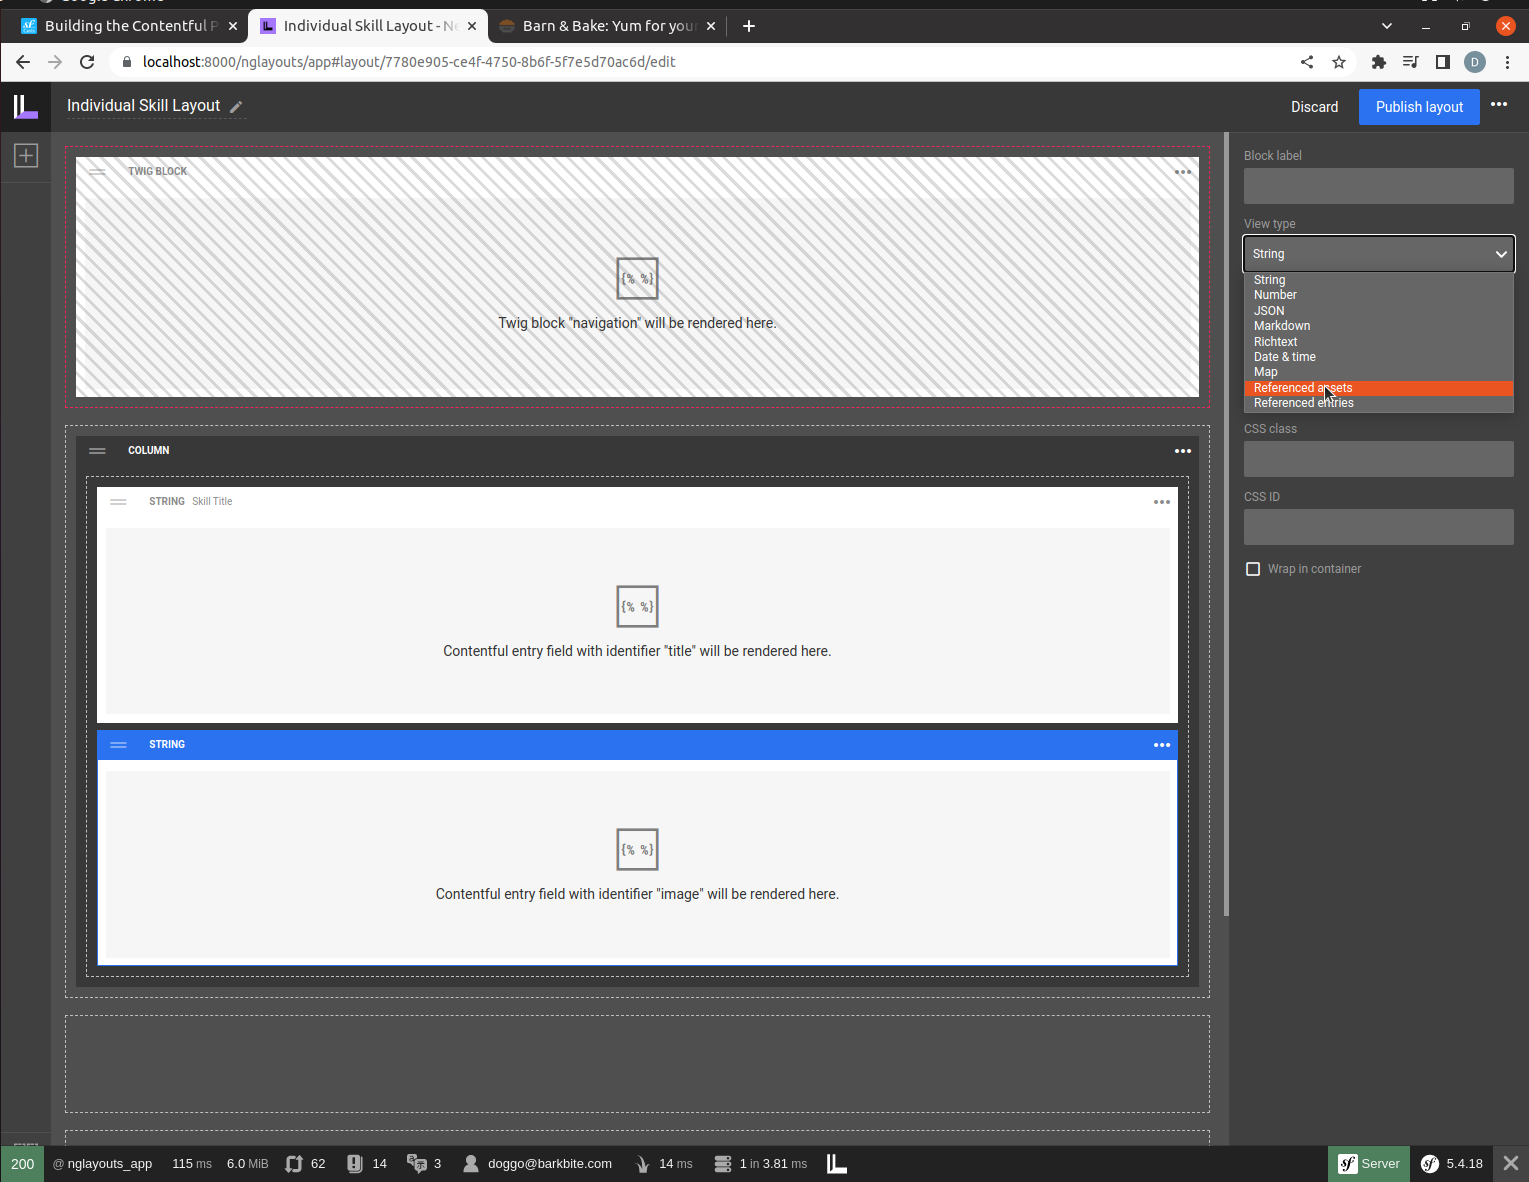 Building the Contentful P
Individual Skill Layout - Ne
Barn & Bake: Yum for your
localhost:8000/nglayouts/app#layout/7780e905-ce4f-4750-8b6f-5f7e5d70ac6d/edit
D
Individual Skill Layout
Discard
Publish layout
TWIG BLOCK
{% %}
Twig block "navigation" will be rendered here.
COLUMN
STRING Skill Title
{% %}
Contentful entry field with identifier "title" will be rendered here.
STRING
{% %}
Contentful entry field with identifier "image" will be rendered here.
Block label
View type
String
String
Number
JSON
Markdown
Richtext
Date & time
Map
Referenced assets
Referenced entries
CSS class
CSS ID
Wrap in container
200 @ nglayouts_app 115 ms 6.0 MiB 62 14 3 doggo@barkbite.com 14 ms 1 in 3.81 ms sf Server sf 5.4.18